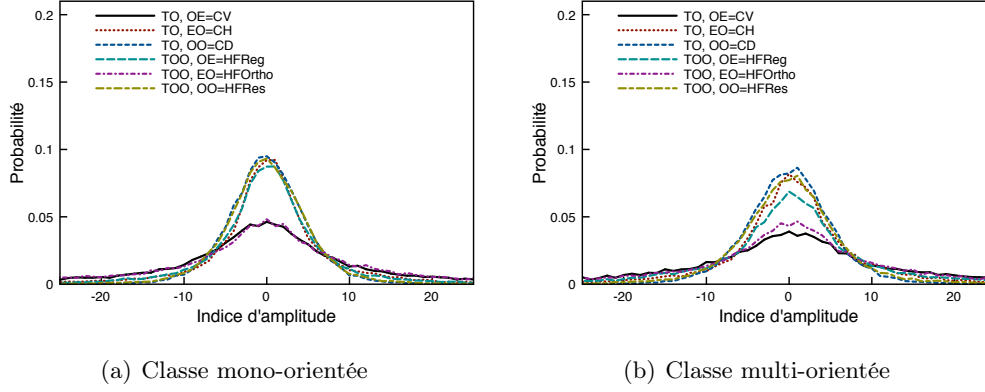 0.2
TO, OE=CV
TO, EO=CH
TO, OO=CD
TOO, OE=HFReg
TOO, EO=HFOrtho
TOO, OO=HFRes
0.15
0.1
0.05
0
Probabilité
-20 -10 0 10 20
Indice d'amplitude
(a) Classe mono-orientée
0.2
TO, OE=CV
TO, EO=CH
TO, OO=CD
TOO, OE=HFReg
TOO, EO=HFOrtho
TOO, OO=HFRes
0.15
0.1
0.05
0
Probabilité
-20 -10 0 10 20
Indice d'amplitude
(b) Classe multi-orientée